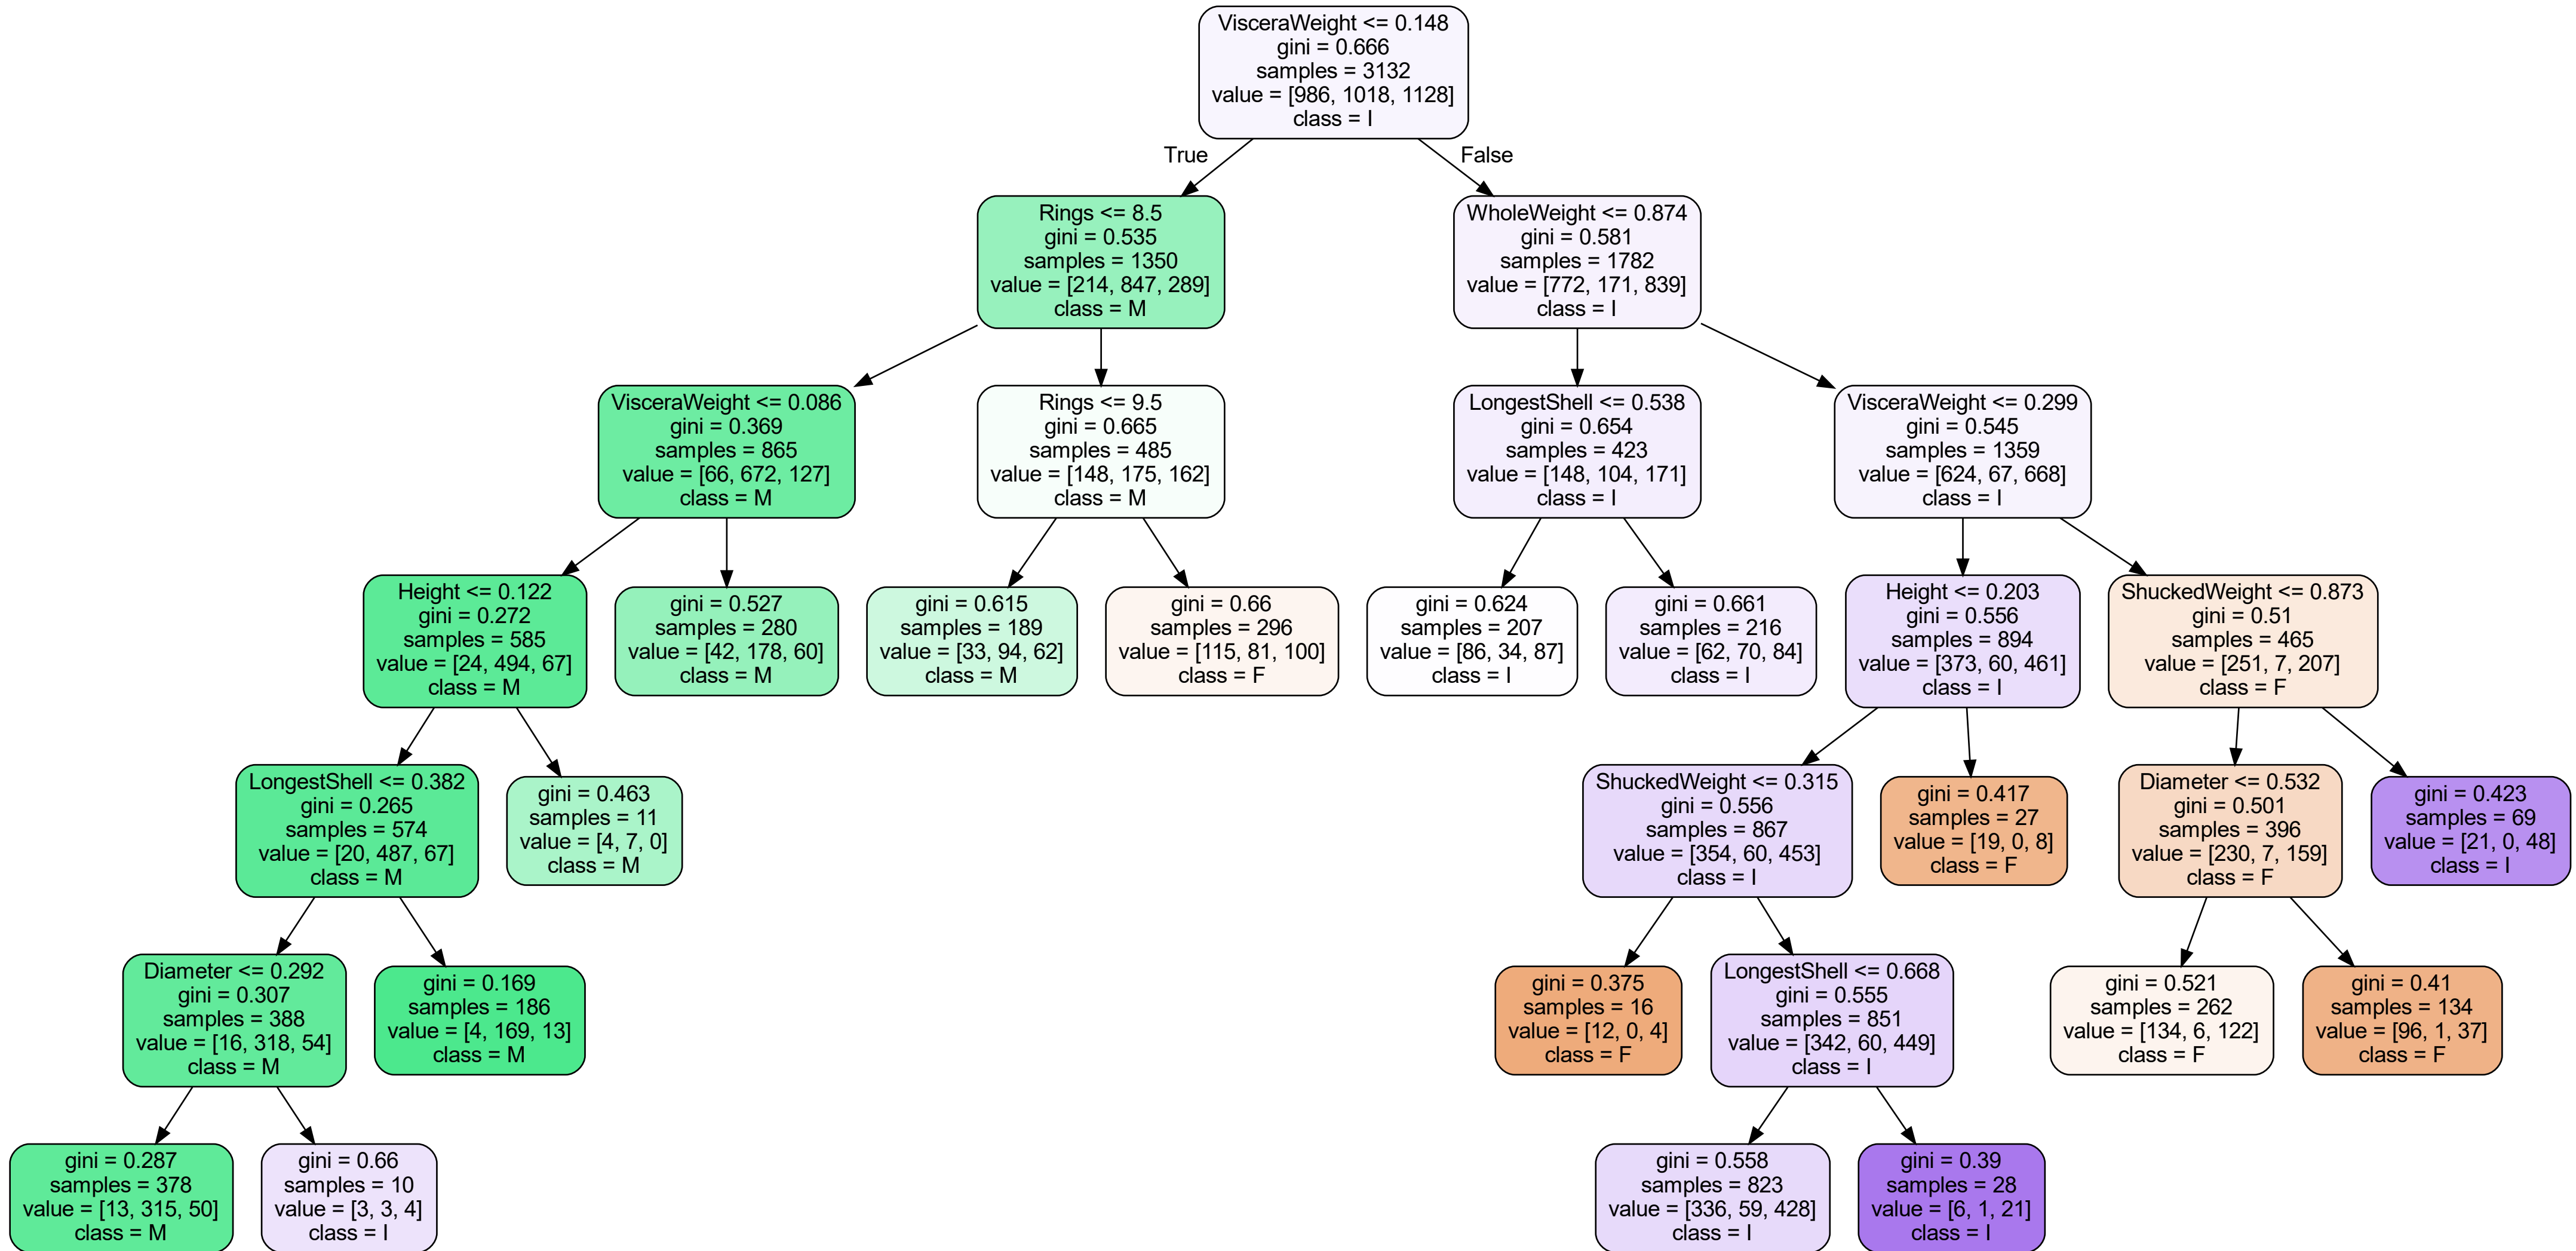 VisceraWeight <= 0.148
gini = 0.666
samples = 3132
value = [986, 1018, 1128]
class = I
True
False
Rings <= 8.5
gini = 0.535
samples = 1350
value = [214, 847, 289]
class = M
WholeWeight <= 0.874
gini = 0.581
samples = 1782
value = [772, 171, 839]
class = I
VisceraWeight <= 0.086
gini = 0.369
samples = 865
value = [66, 672, 127]
class = M
Rings <= 9.5
gini = 0.665
samples = 485
value = [148, 175, 162]
class = M
LongestShell <= 0.538
gini = 0.654
samples = 423
value = [148, 104, 171]
class = I
VisceraWeight <= 0.299
gini = 0.545
samples = 1359
value = [624, 67, 668]
class = I
Height <= 0.122
gini = 0.272
samples = 585
value = [24, 494, 67]
class = M
gini = 0.527
samples = 280
value = [42, 178, 60]
class = M
gini = 0.615
samples = 189
value = [33, 94, 62]
class = M
gini = 0.66
samples = 296
value = [115, 81, 100]
class = F
gini = 0.624
samples = 207
value = [86, 34, 87]
class = I
gini = 0.661
samples = 216
value = [62, 70, 84]
class = I
Height <= 0.203
gini = 0.556
samples = 894
value = [373, 60, 461]
class = I
ShuckedWeight <= 0.873
gini = 0.51
samples = 465
value = [251, 7, 207]
class = F
LongestShell <= 0.382
gini = 0.265
samples = 574
value = [20, 487, 67]
class = M
gini = 0.463
samples = 11
value = [4, 7, 0]
class = M
ShuckedWeight <= 0.315
gini = 0.556
samples = 867
value = [354, 60, 453]
class = I
gini = 0.417
samples = 27
value = [19, 0, 8]
class = F
Diameter <= 0.532
gini = 0.501
samples = 396
value = [230, 7, 159]
class = F
gini = 0.423
samples = 69
value = [21, 0, 48]
class = I
Diameter <= 0.292
gini = 0.307
samples = 388
value = [16, 318, 54]
class = M
gini = 0.169
samples = 186
value = [4, 169, 13]
class = M
gini = 0.375
samples = 16
value = [12, 0, 4]
class = F
LongestShell <= 0.668
gini = 0.555
samples = 851
value = [342, 60, 449]
class = I
gini = 0.521
samples = 262
value = [134, 6, 122]
class = F
gini = 0.41
samples = 134
value = [96, 1, 37]
class = F
gini = 0.287
samples = 378
value = [13, 315, 50]
class = M
gini = 0.66
samples = 10
value = [3, 3, 4]
class = I
gini = 0.558
samples = 823
value = [336, 59, 428]
class = I
gini = 0.39
samples = 28
value = [6, 1, 21]
class = I